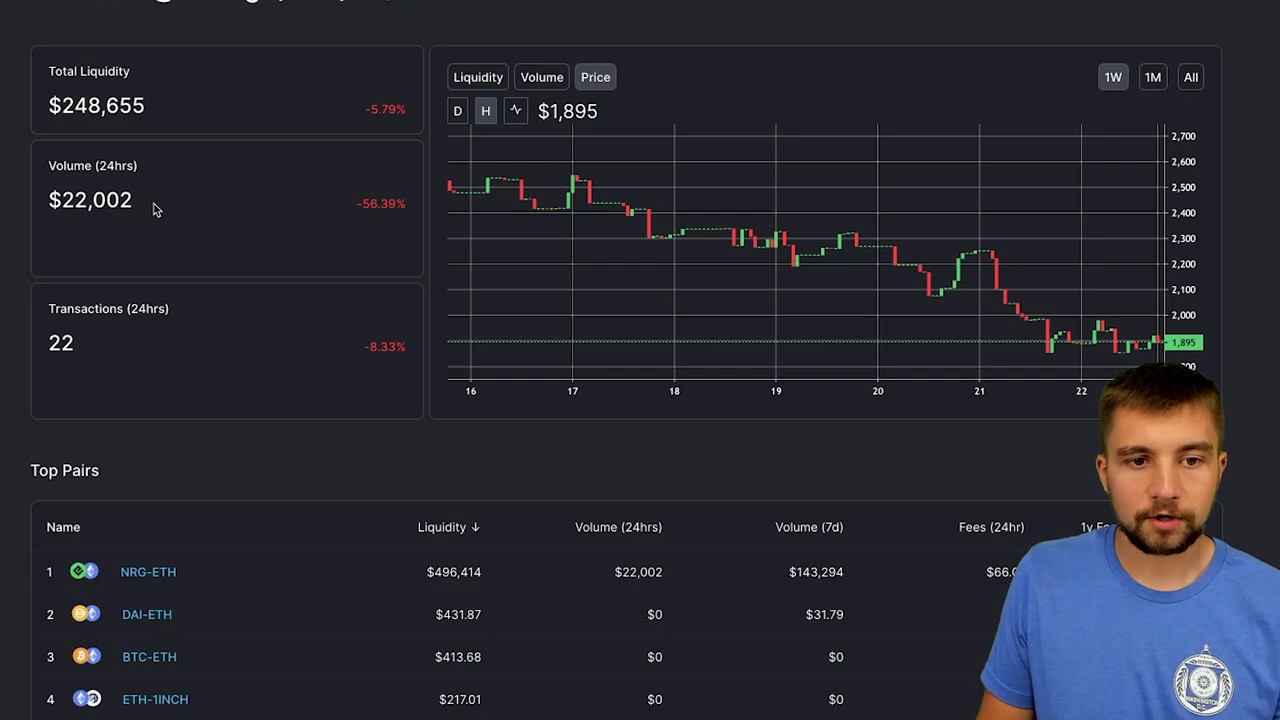 Total Liquidity
$248,655 -5.79%
Volume (24hrs)
$22,002 -56.39%
Transactions (24hrs)
22 -8.33%
Liquidity Volume Price 1W 1M All
D H $1,895
2,700
2,600
2,500
2,400
2,300
2,200
2,100
2,000
1,895
16 17 18 19 20 21 22
Top Pairs
Name Liquidity ↓ Volume (24hrs) Volume (7d) Fees (24hr) 1y
1 NRG-ETH $496,414 $22,002 $143,294 $66.0
2 DAI-ETH $431.87 $0 $31.79
3 BTC-ETH $413.68 $0 $0
4 ETH-1INCH $217.01 $0 $0
WASHINGTON
D.C.